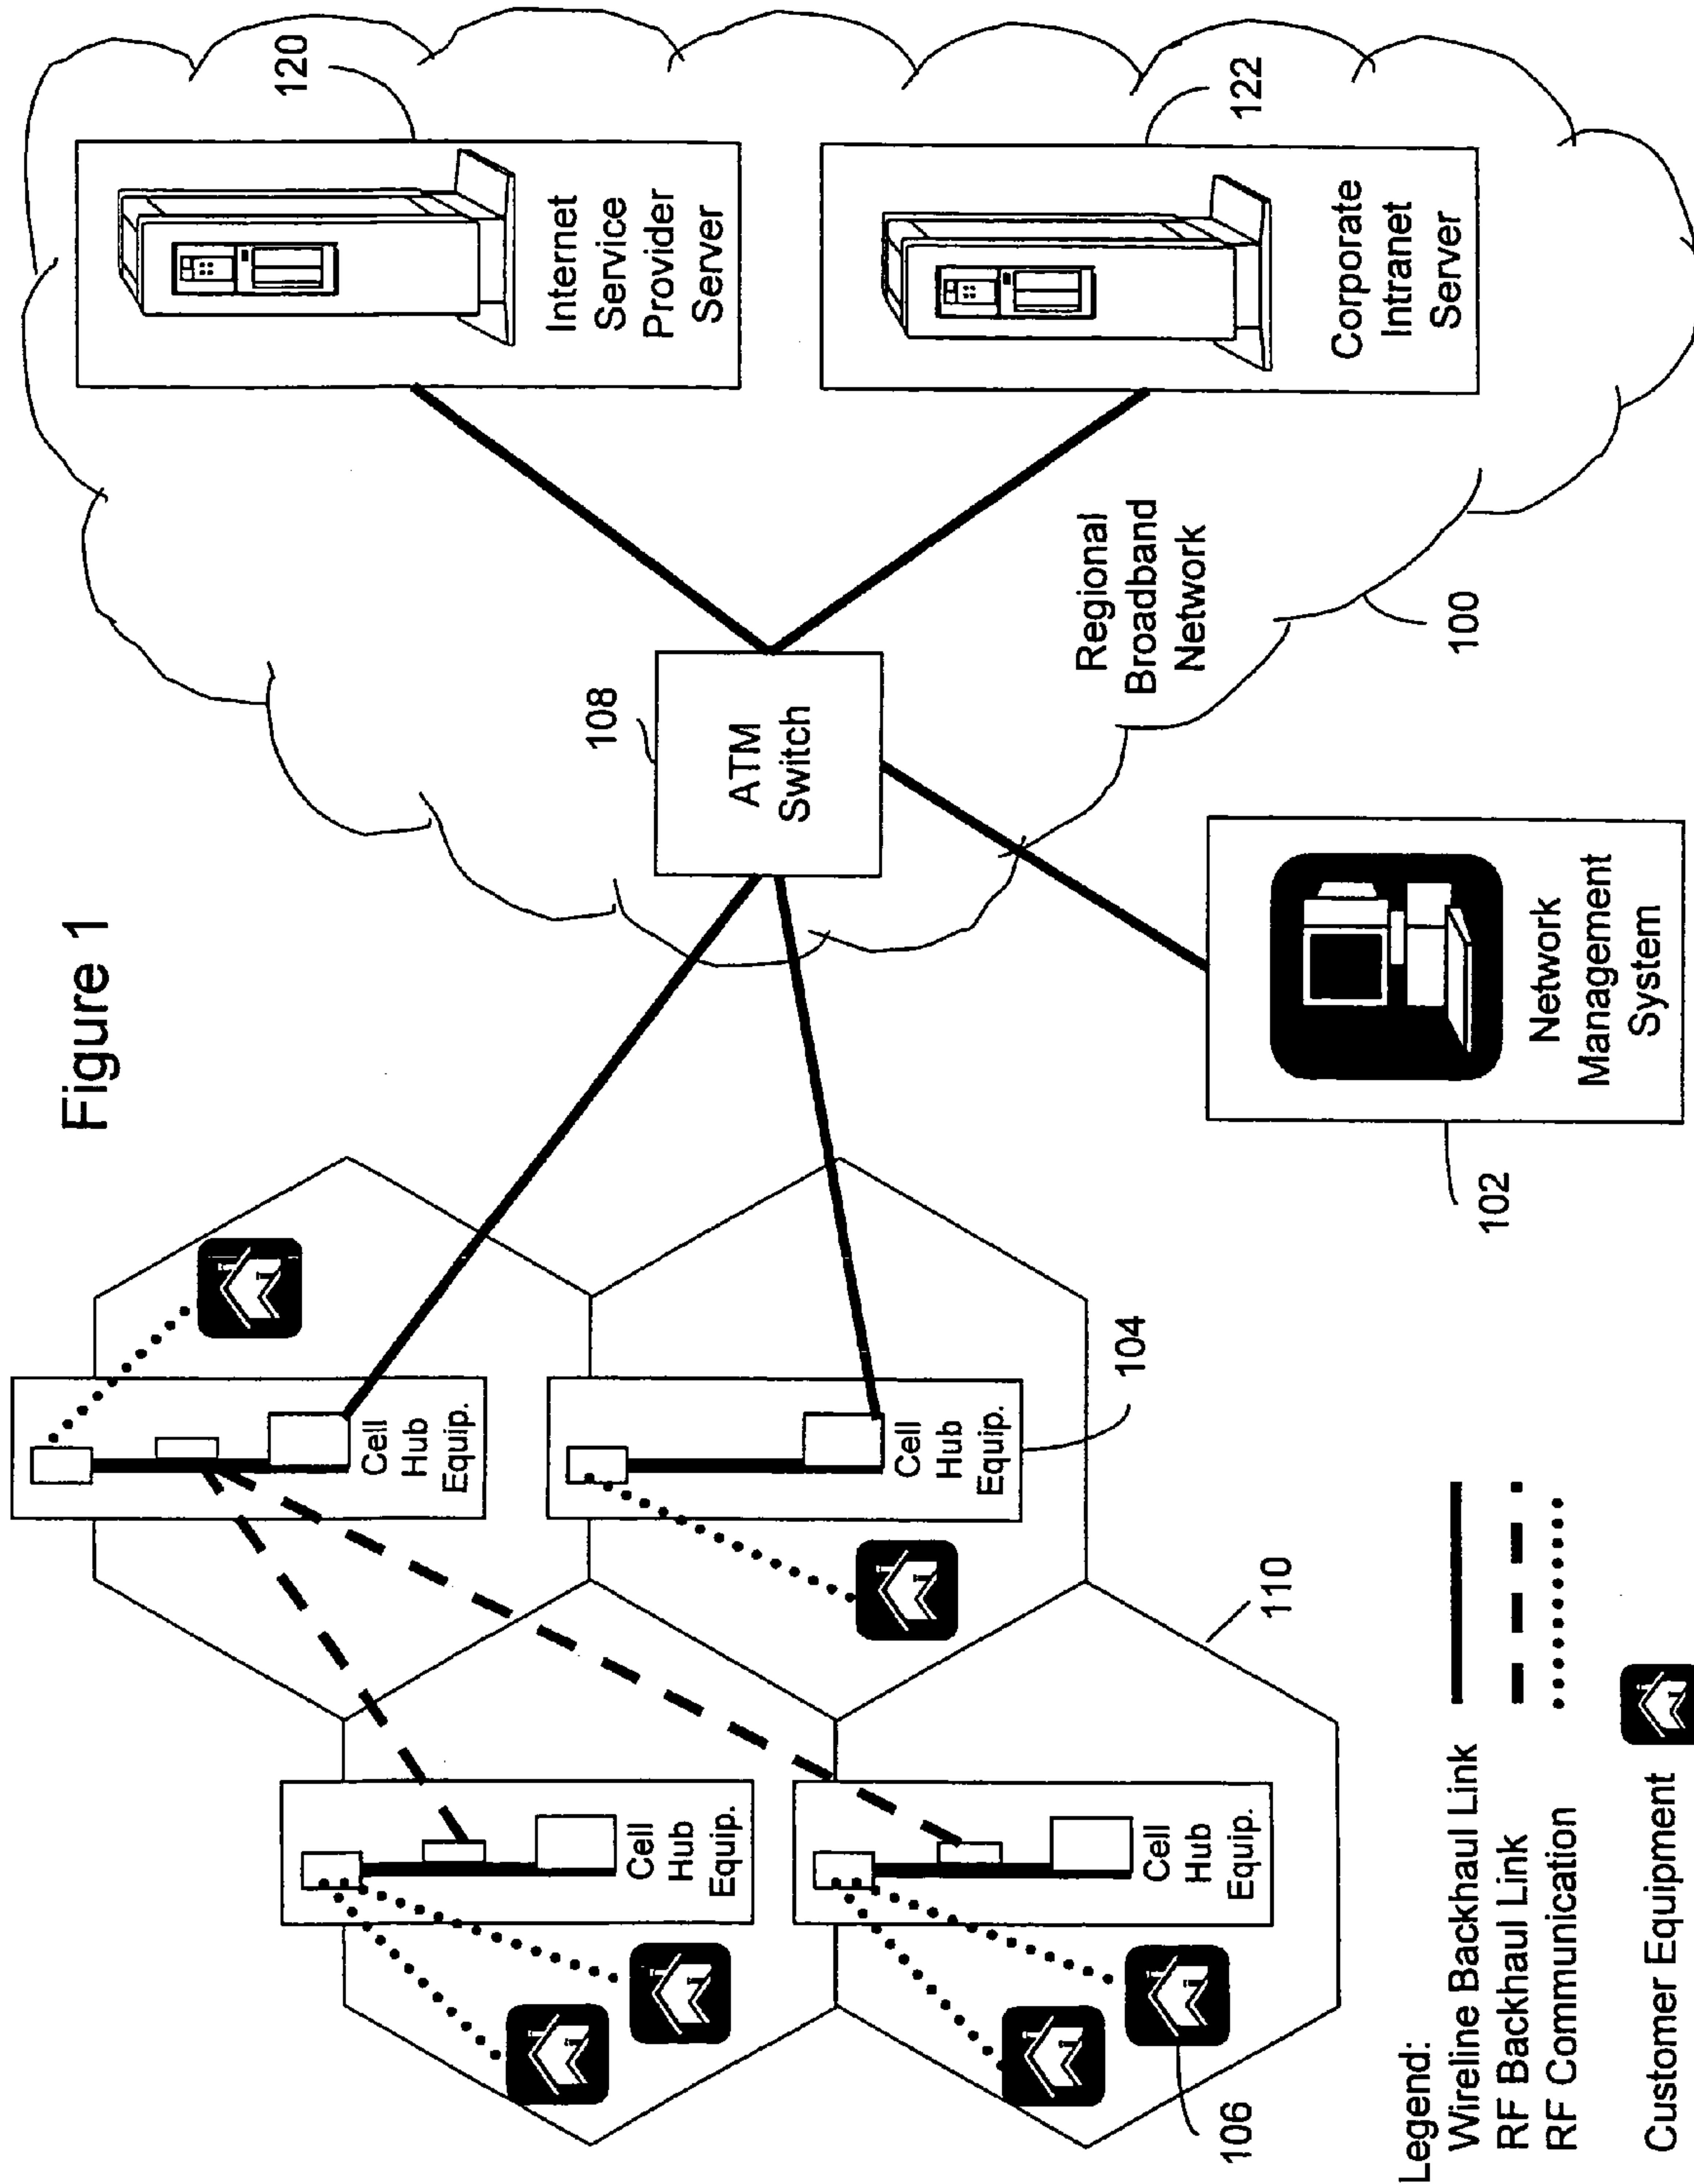 Figure 1
120
Internet
Service
Provider
Server
122
Corporate
Intranet
Server
108
ATM
Switch
Regional
Broadband
Network
100
Network
Management
System
102
Cell
Hub
Equip.
Cell
Hub
Equip.
104
Cell
Hub
Equip.
Cell
Hub
Equip.
110
106
Legend:
Wireline Backhaul Link
RF Backhaul Link
RF Communication
Customer Equipment